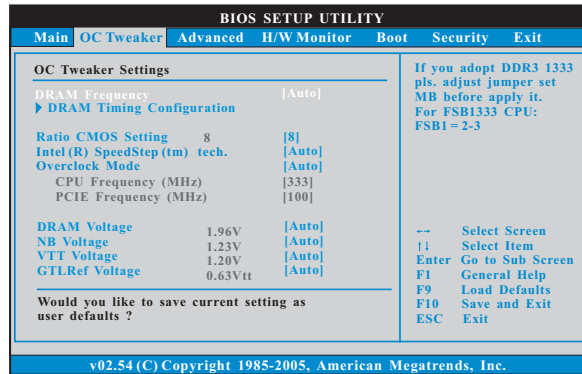 BIOS SETUP UTILITY
Main OC Tweaker Advanced H/W Monitor Boot Security Exit
OC Tweaker Settings
DRAM Frequency [Auto]
DRAM Timing Configuration
Ratio CMOS Setting 8 [8]
Intel (R) SpeedStep (tm) tech. [Auto]
Overclock Mode [Auto]
CPU Frequency (MHz) [333]
PCIE Frequency (MHz) [100]
DRAM Voltage 1.96V [Auto]
NB Voltage 1.23V [Auto]
VTT Voltage 1.20V [Auto]
GTLRef Voltage 0.63Vtt [Auto]
Would you like to save current setting as
user defaults ?
If you adopt DDR3 1333
pls. adjust jumper set
MB before apply it.
For FSB1333 CPU:
FSB1 = 2-3
←→ Select Screen
↑↓ Select Item
Enter Go to Sub Screen
F1 General Help
F9 Load Defaults
F10 Save and Exit
ESC Exit
v02.54 (C) Copyright 1985-2005, American Megatrends, Inc.